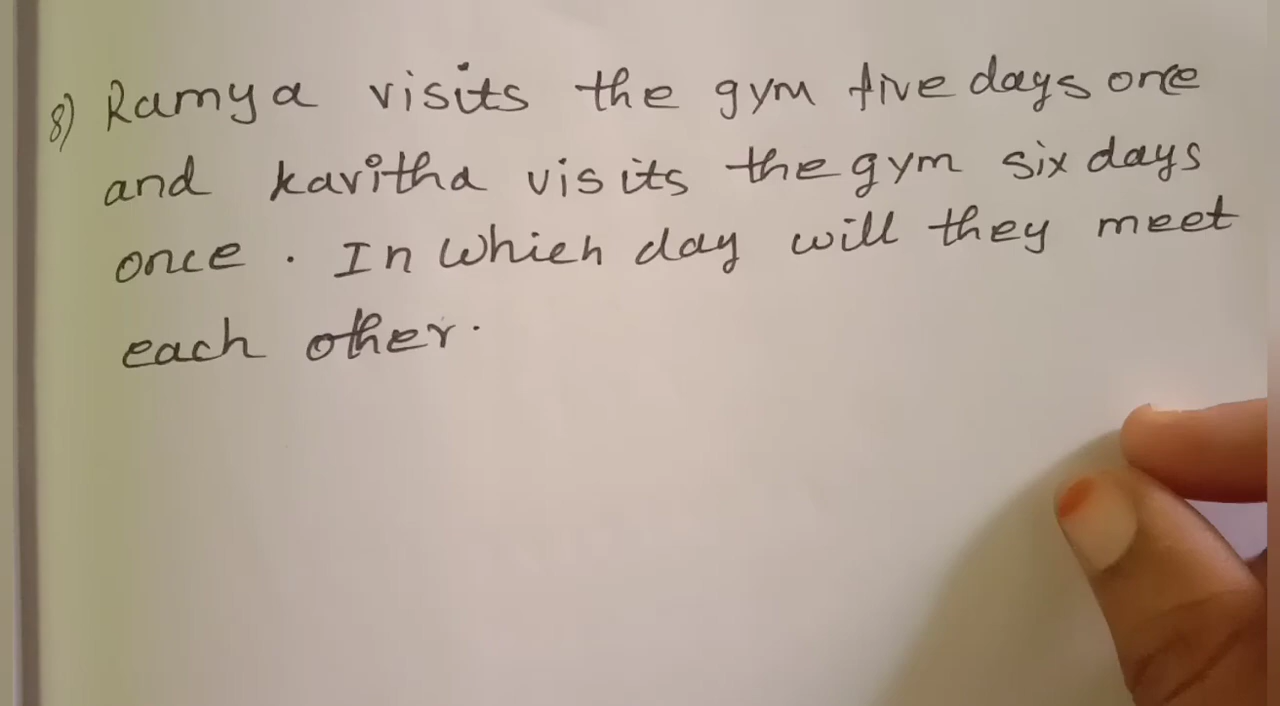 8) Ramya visits the gym five days once
and kavitha visits the gym six days
once. In which day will they meet
each other.